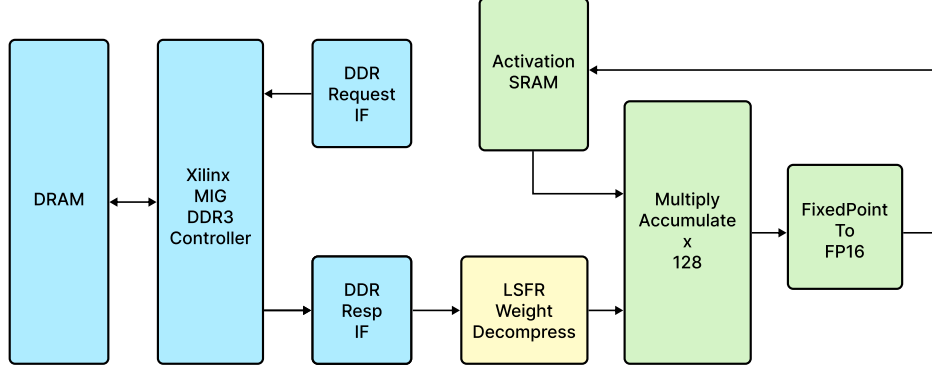 DRAM
Xilinx
MIG
DDR3
Controller
DDR
Request
IF
DDR
Resp
IF
Activation
SRAM
LSFR
Weight
Decompress
Multiply
Accumulate
x
128
FixedPoint
To
FP16